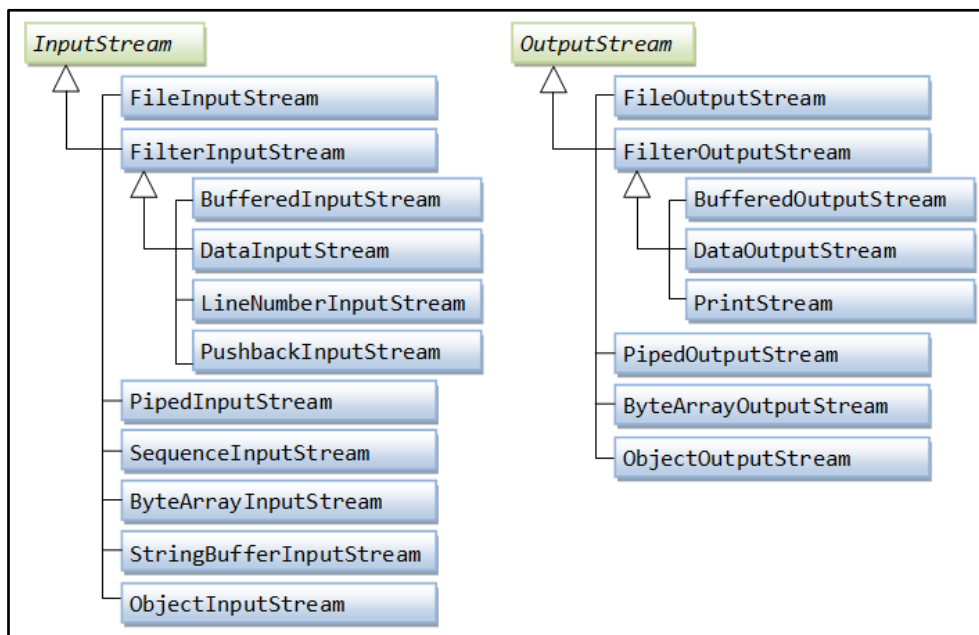 InputStream
FileInputStream
FilterInputStream
BufferedInputStream
DataInputStream
LineNumberInputStream
PushbackInputStream
PipedInputStream
SequenceInputStream
ByteArrayInputStream
StringBufferInputStream
ObjectInputStream
OutputStream
FileOutputStream
FilterOutputStream
BufferedOutputStream
DataOutputStream
PrintStream
PipedOutputStream
ByteArrayOutputStream
ObjectOutputStream